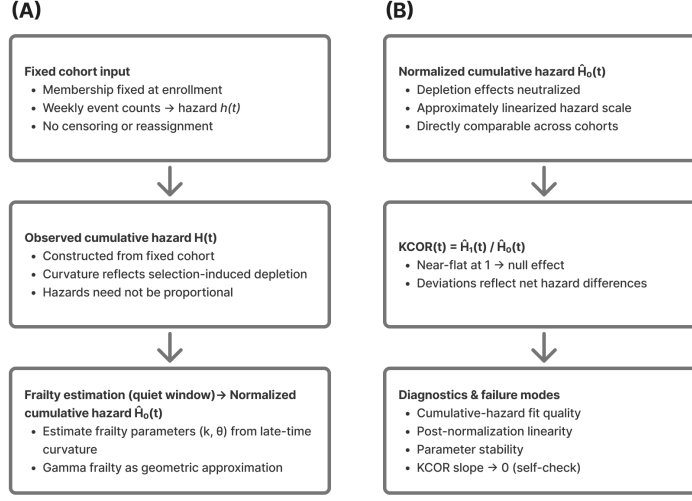 (A)
Fixed cohort input
• Membership fixed at enrollment
• Weekly event counts → hazard h(t)
• No censoring or reassignment
Observed cumulative hazard H(t)
• Constructed from fixed cohort
• Curvature reflects selection-induced depletion
• Hazards need not be proportional
Frailty estimation (quiet window)→ Normalized
cumulative hazard Ĥ₀(t)
• Estimate frailty parameters (k, θ) from late-time
curvature
• Gamma frailty as geometric approximation
(B)
Normalized cumulative hazard Ĥ₀(t)
• Depletion effects neutralized
• Approximately linearized hazard scale
• Directly comparable across cohorts
KCOR(t) = Ĥ₁(t) / Ĥ₀(t)
• Near-flat at 1 → null effect
• Deviations reflect net hazard differences
Diagnostics & failure modes
• Cumulative-hazard fit quality
• Post-normalization linearity
• Parameter stability
• KCOR slope → 0 (self-check)